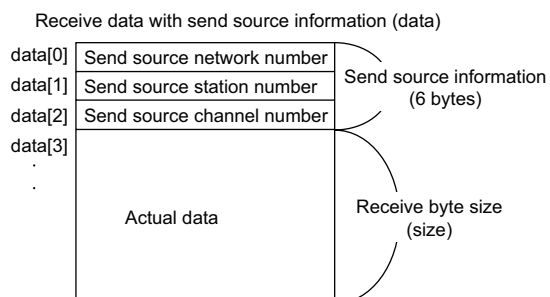 Receive data with send source information (data)
data[0] Send source network number
data[1] Send source station number
data[2] Send source channel number
Send source information
(6 bytes)
data[3]
.
.
Actual data
Receive byte size
(size)